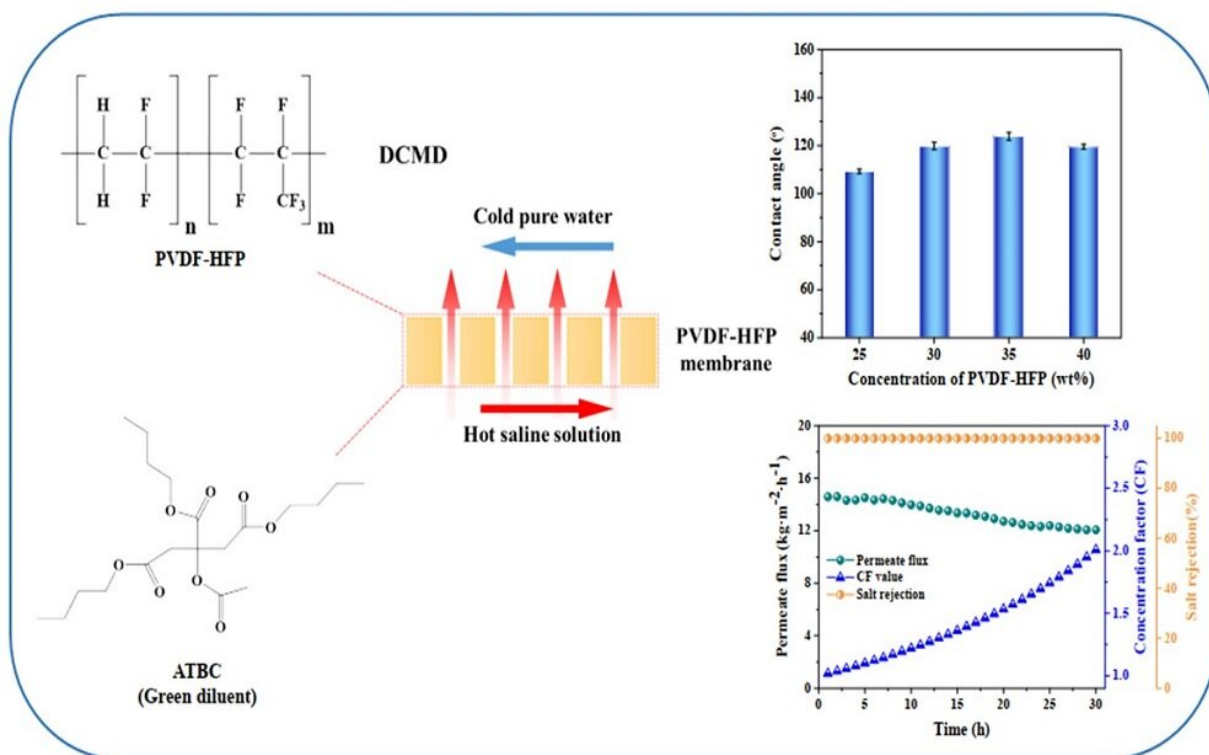 H F F F
C C C C
H F F CF₃
n m
PVDF-HFP
DCMD
Cold pure water
PVDF-HFP
membrane
Hot saline solution
O O
O O
O O
O O
ATBC
(Green diluent)
160
140
120
100
80
60
40
Contact angle (°)
25 30 35 40
Concentration of PVDF-HFP (wt%)
20
16
12
8
4
0
Permeate flux (kg·m⁻²·h⁻¹)
Permeate flux
CF value
Salt rejection
3.0
2.5
2.0
1.5
1.0
Concentration factor (CF)
100
80
60
40
20
0
Salt rejection(%)
0 5 10 15 20 25 30
Time (h)